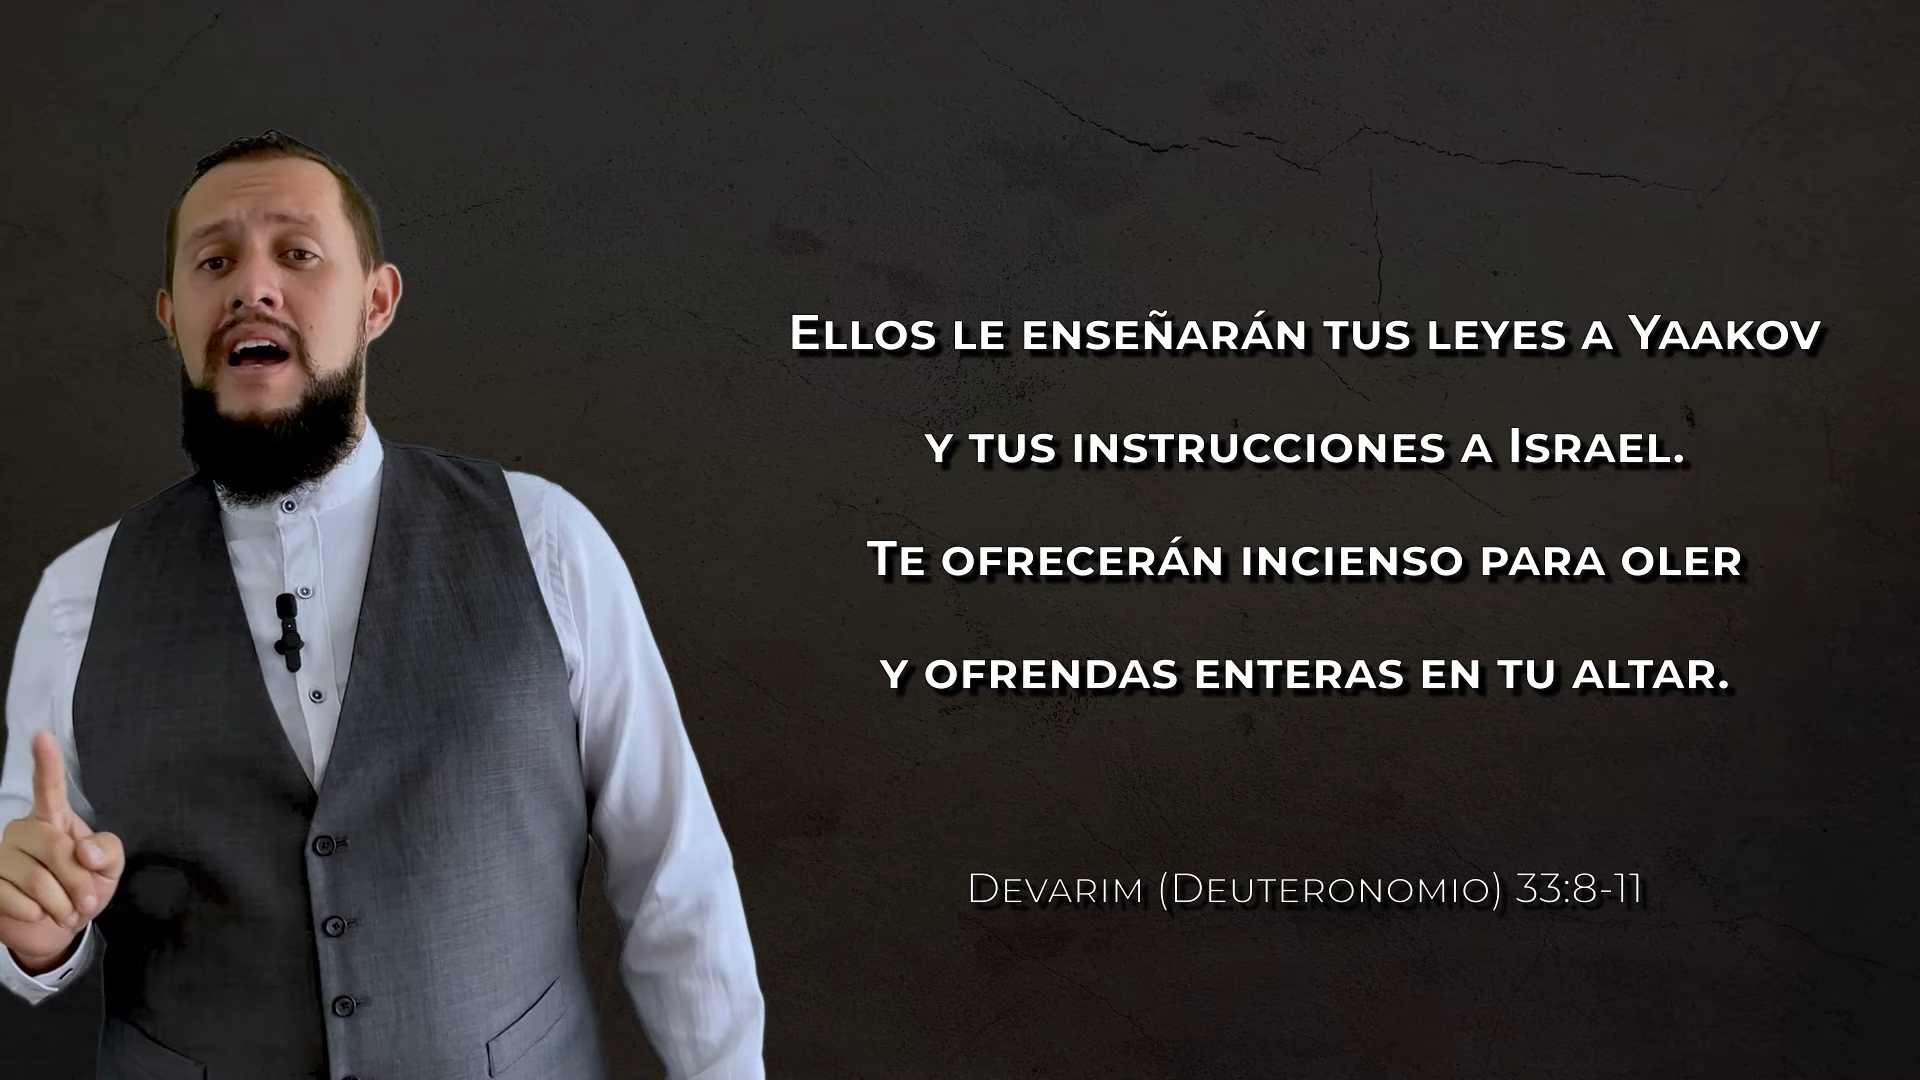 Ellos le enseñarán tus leyes a Yaakov
y tus instrucciones a Israel.
Te ofrecerán incienso para oler
y ofrendas enteras en tu altar.
Devarim (Deuteronomio) 33:8-11